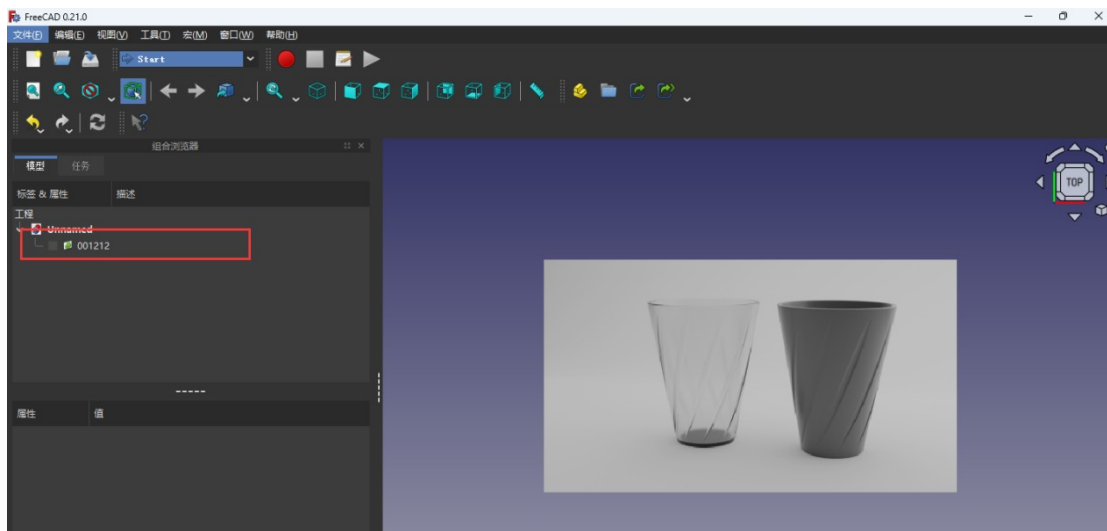 FreeCAD 0.21.0
文件(F) 编辑(E) 视图(V) 工具(T) 宏(M) 窗口(W) 帮助(H)
Start
组合浏览器
模型 任务
标签 & 属性 描述
工程
Unnamed
001212
TOP
属性 值